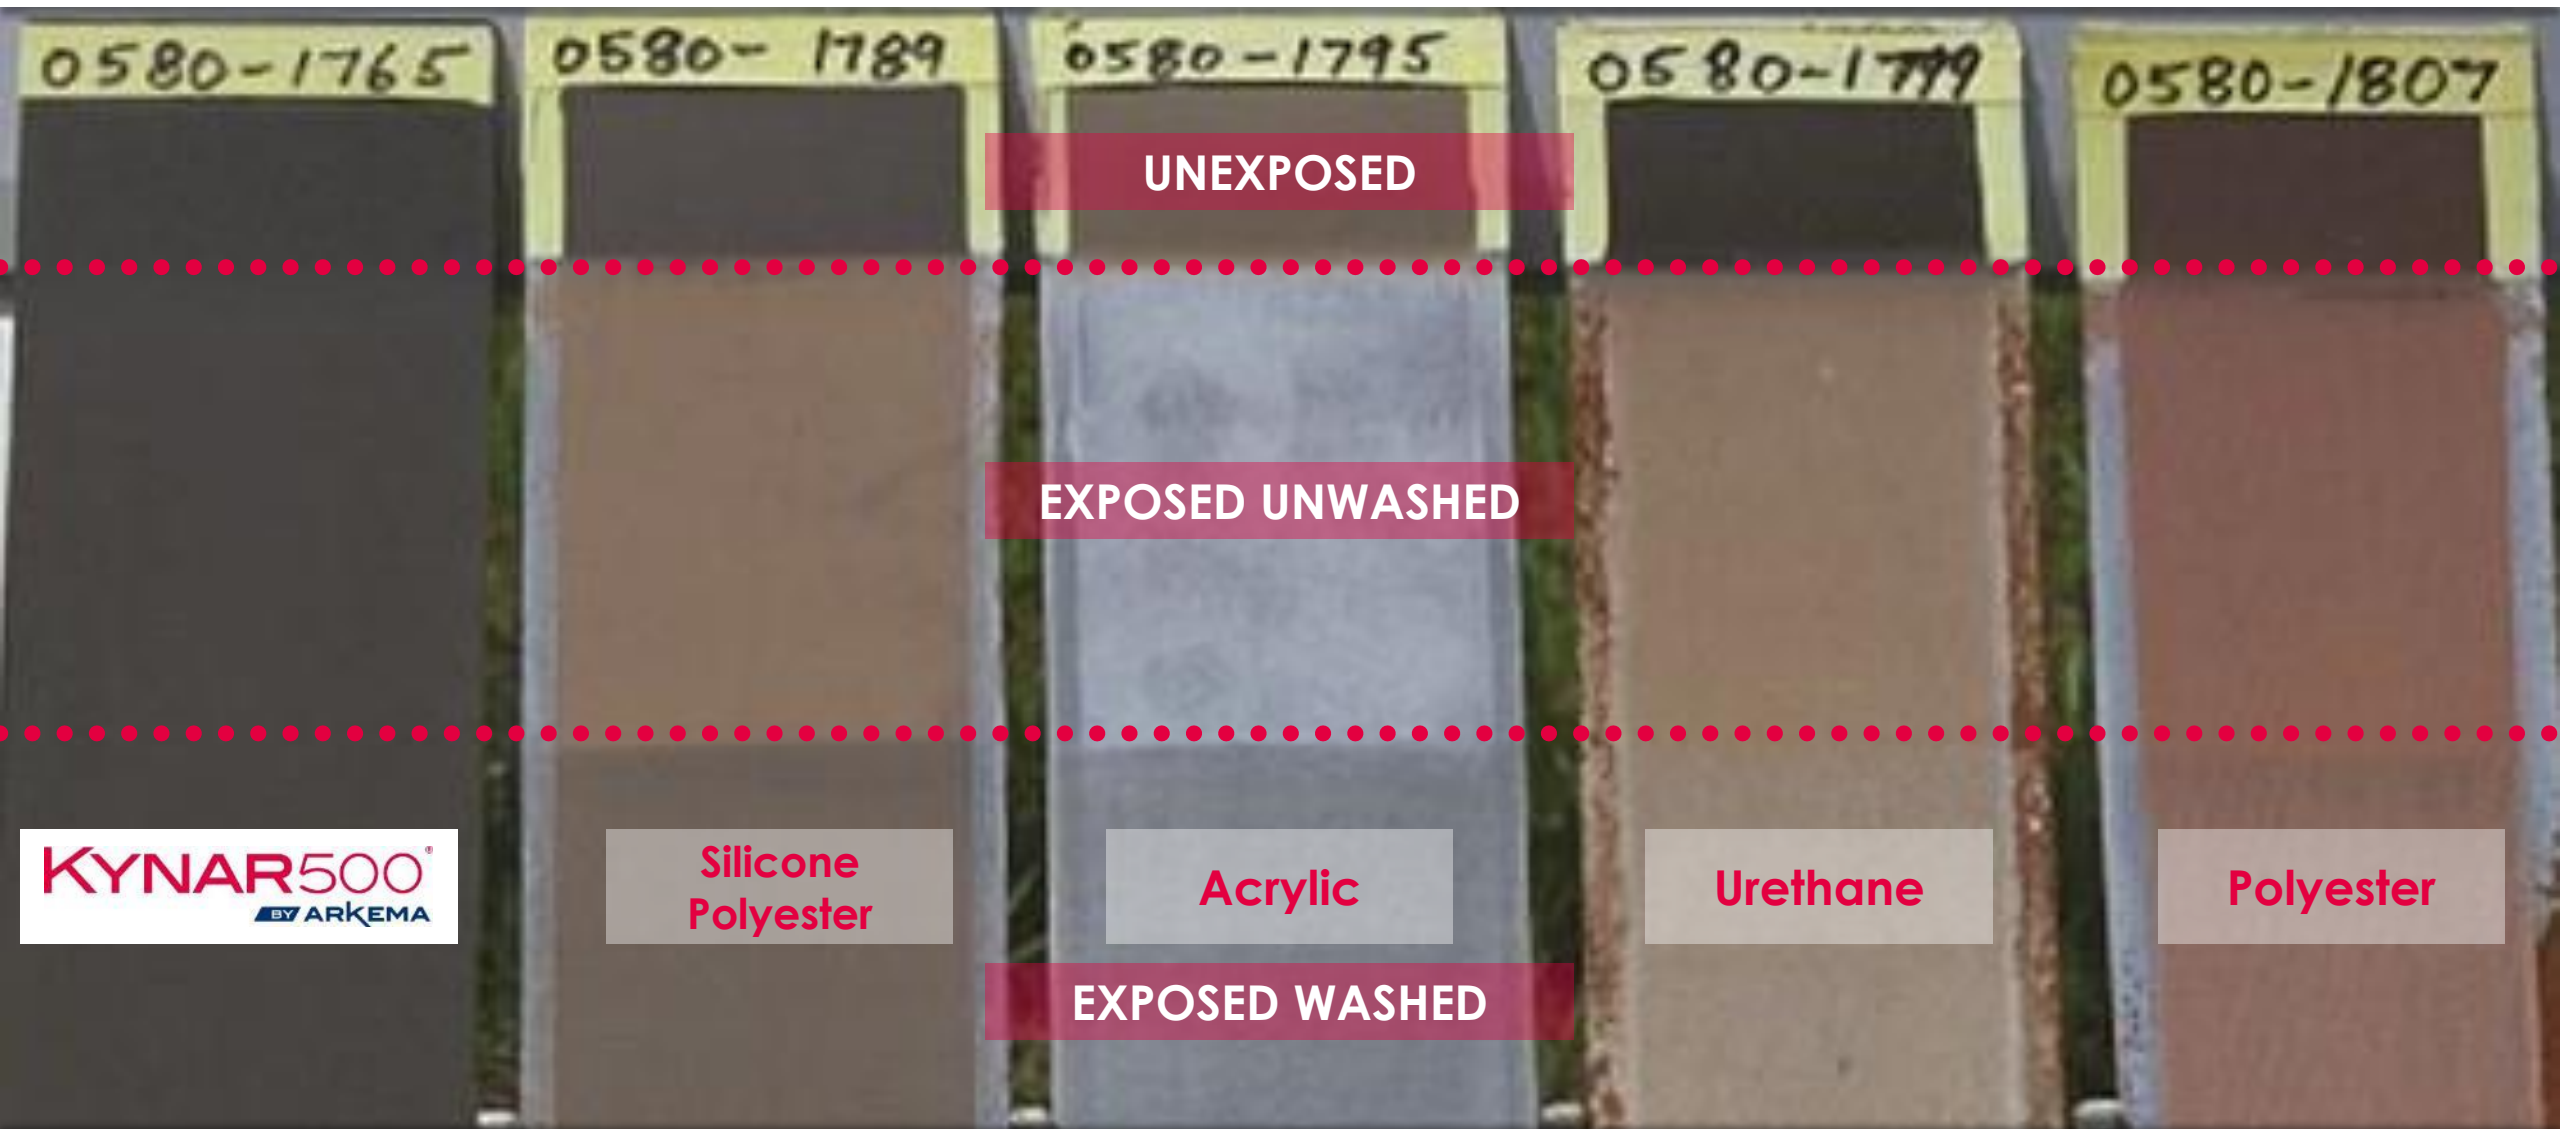 0580-1765
0580- 1789
0580-1795
0580-1799
0580-1807
UNEXPOSED
EXPOSED UNWASHED
KYNAR500®
BY ARKEMA
Silicone
Polyester
Acrylic
Urethane
Polyester
EXPOSED WASHED